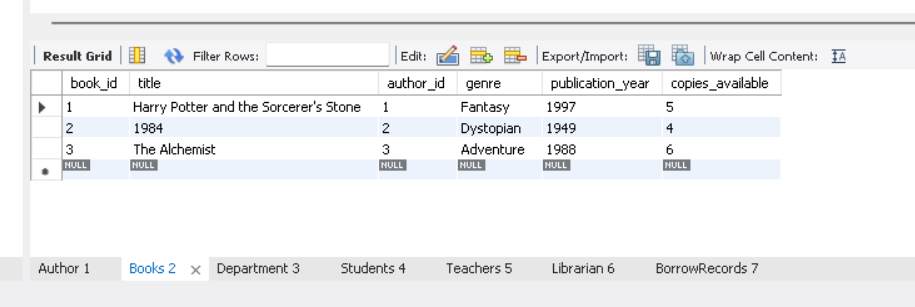 Result Grid Filter Rows: Edit: Export/Import: Wrap Cell Content: IA
book_id title author_id genre publication_year copies_available
1 Harry Potter and the Sorcerer's Stone 1 Fantasy 1997 5
2 1984 2 Dystopian 1949 4
3 The Alchemist 3 Adventure 1988 6
NULL NULL NULL NULL NULL NULL
Author 1 Books 2 Department 3 Students 4 Teachers 5 Librarian 6 BorrowRecords 7